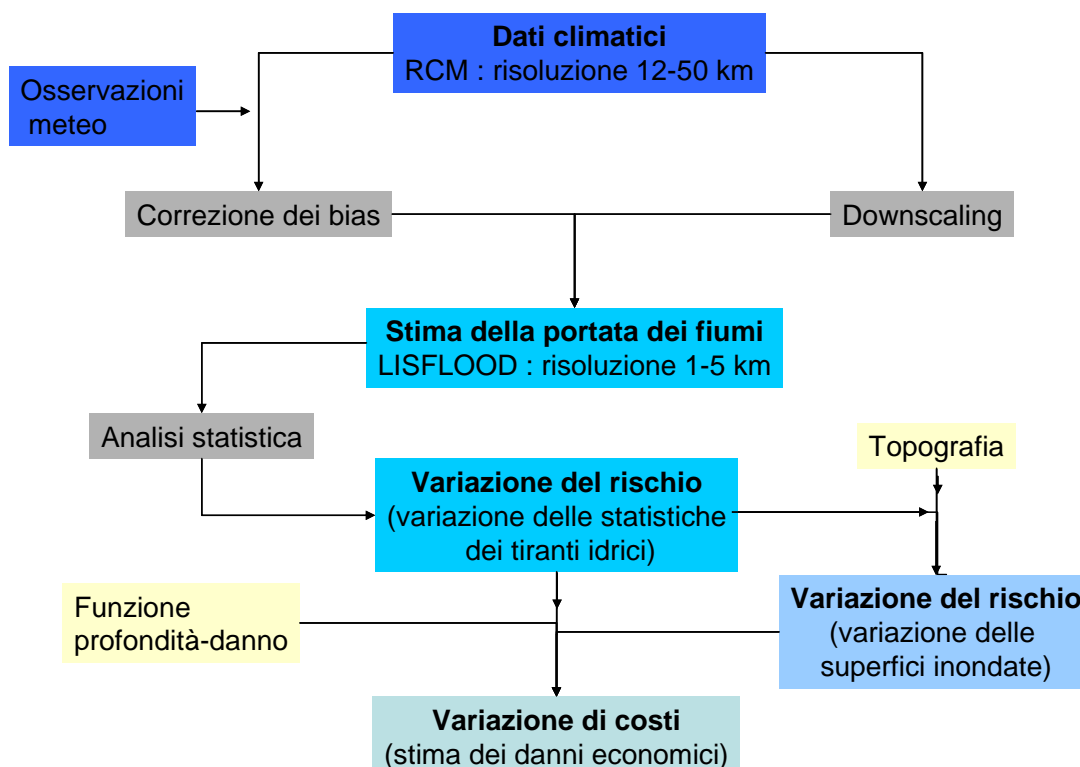 Dati climatici
RCM : risoluzione 12-50 km
Osservazioni
meteo
Correzione dei bias
Downscaling
Stima della portata dei fiumi
LISFLOOD : risoluzione 1-5 km
Analisi statistica
Topografia
Variazione del rischio
(variazione delle statistiche
dei tiranti idrici)
Funzione
profondità-danno
Variazione del rischio
(variazione delle
superfici inondate)
Variazione di costi
(stima dei danni economici)